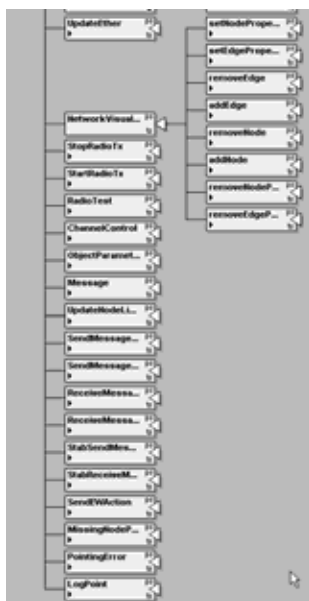 UpdateEther
NetworkVisual...
StopRadioTx
StartRadioTx
RadioTest
ChannelControl
ObjectParamet...
Message
UpdateNodeLi...
SendMessage...
SendMessage...
ReceiveMessa...
ReceiveMessa...
StabSendMes...
StabReceiveM...
SendEWAction
MissingNodeP...
PointingError
LogPoint
setNodePrope...
setEdgePrope...
removeEdge
addEdge
removeNode
addNode
removeNodeP...
removeEdgeP...